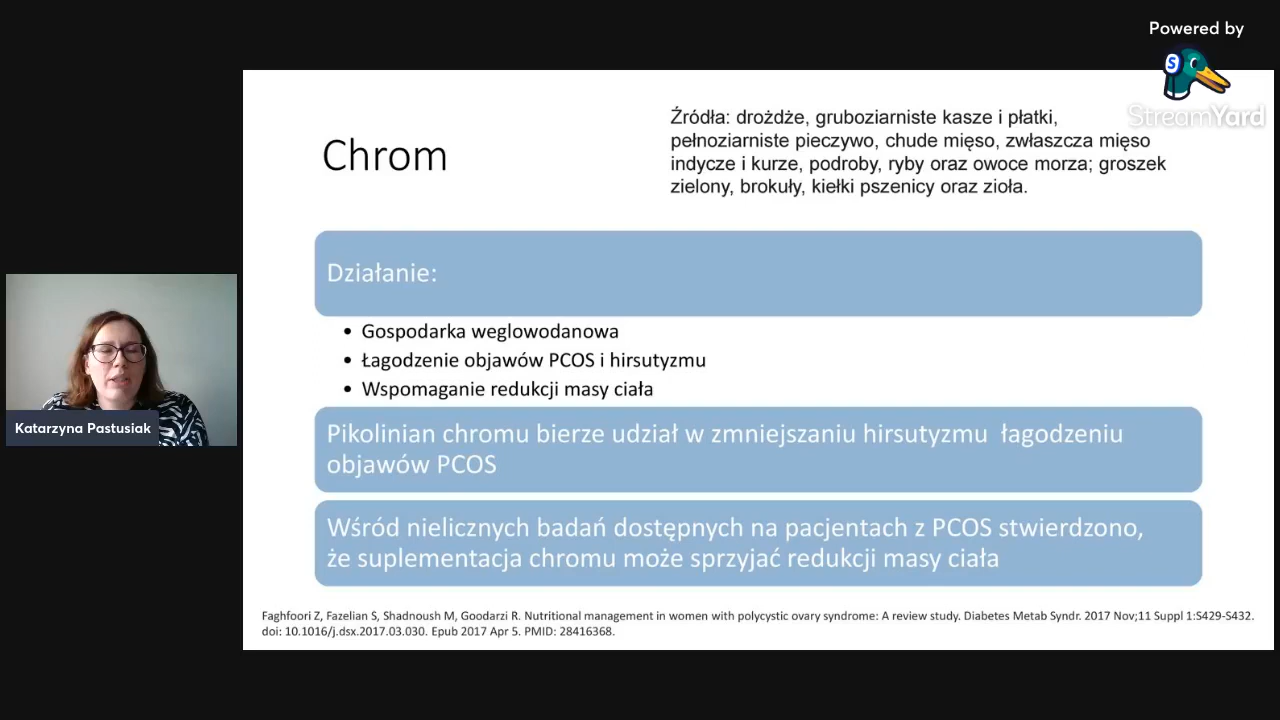 Powered by
StreamYard
Chrom
Źródła: drożdże, gruboziarniste kasze i płatki,
pełnoziarniste pieczywo, chude mięso, zwłaszcza mięso
indycze i kurze, podroby, ryby oraz owoce morza; groszek
zielony, brokuły, kiełki pszenicy oraz zioła.
Działanie:
• Gospodarka weglowodanowa
• Łagodzenie objawów PCOS i hirsutyzmu
• Wspomaganie redukcji masy ciała
Pikolinian chromu bierze udział w zmniejszaniu hirsutyzmu łagodzeniu
objawów PCOS
Wśród nielicznych badań dostępnych na pacjentach z PCOS stwierdzono,
że suplementacja chromu może sprzyjać redukcji masy ciała
Faghfoori Z, Fazelian S, Shadnoush M, Goodarzi R. Nutritional management in women with polycystic ovary syndrome: A review study. Diabetes Metab Syndr. 2017 Nov;11 Suppl 1:S429-S432.
doi: 10.1016/j.dsx.2017.03.030. Epub 2017 Apr 5. PMID: 28416368.
Katarzyna Pastusiak